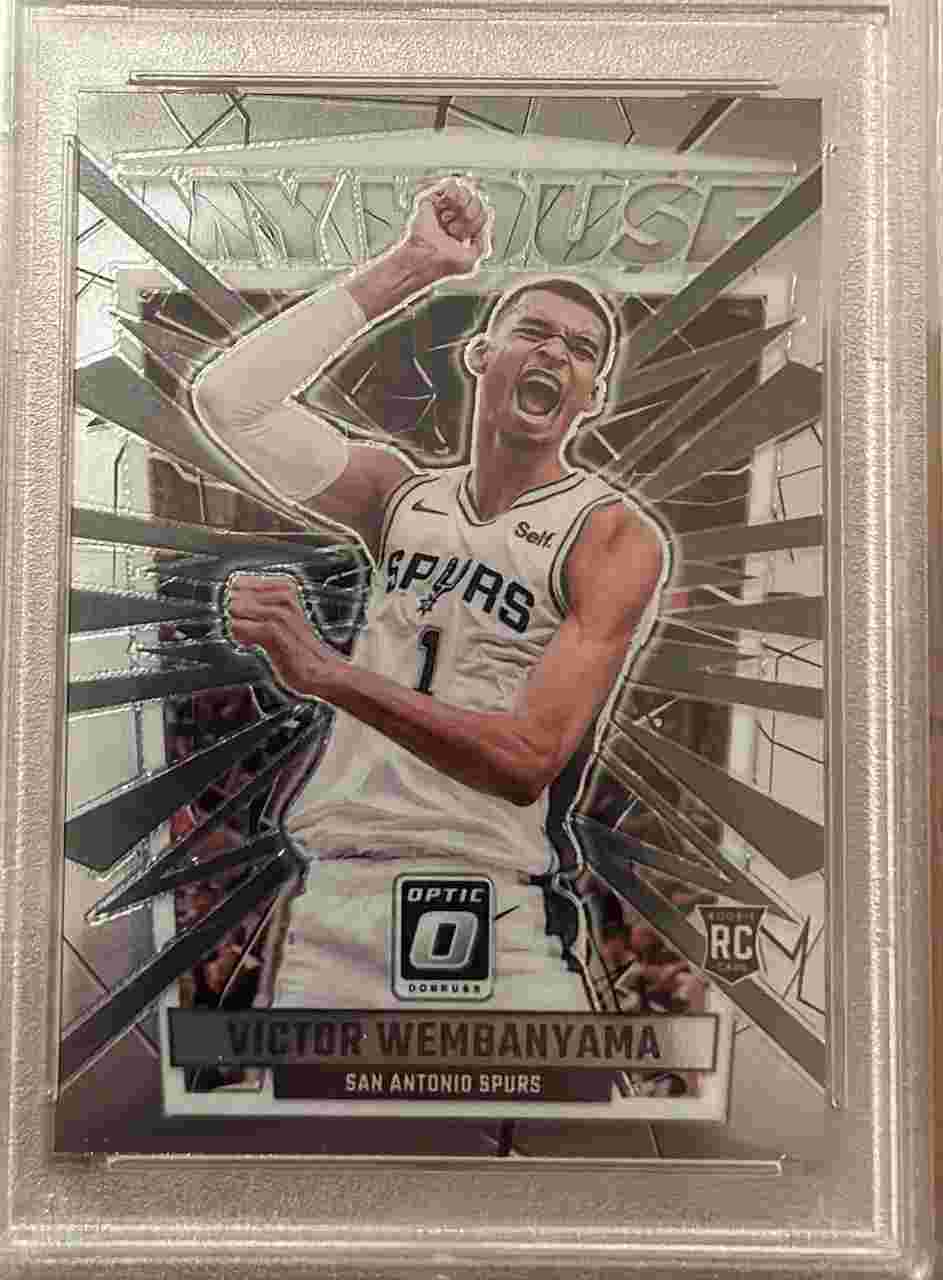 MY HOUSE
Self.
SPURS
1
OPTIC
DONRUSS
ROOKIE
RC
CARD
VICTOR WEMBANYAMA
SAN ANTONIO SPURS